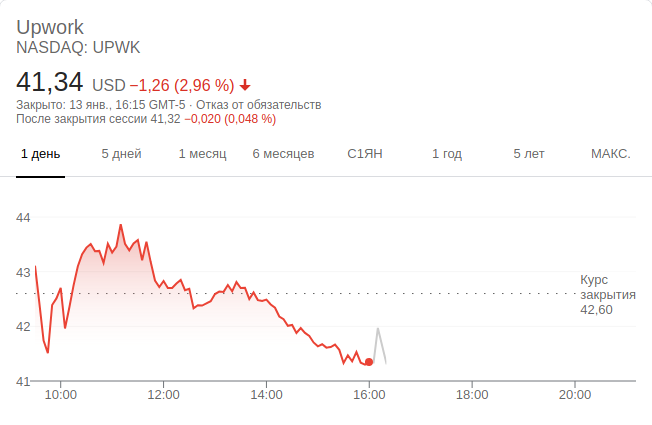 Upwork
NASDAQ: UPWK
41,34 USD −1,26 (2,96 %)
Закрыто: 13 янв., 16:15 GMT-5 · Отказ от обязательств
После закрытия сессии 41,32 −0,020 (0,048 %)
1 день 5 дней 1 месяц 6 месяцев С1ЯН 1 год 5 лет МАКС.
44
43
Курс
закрытия
42,60
42
41
10:00 12:00 14:00 16:00 18:00 20:00